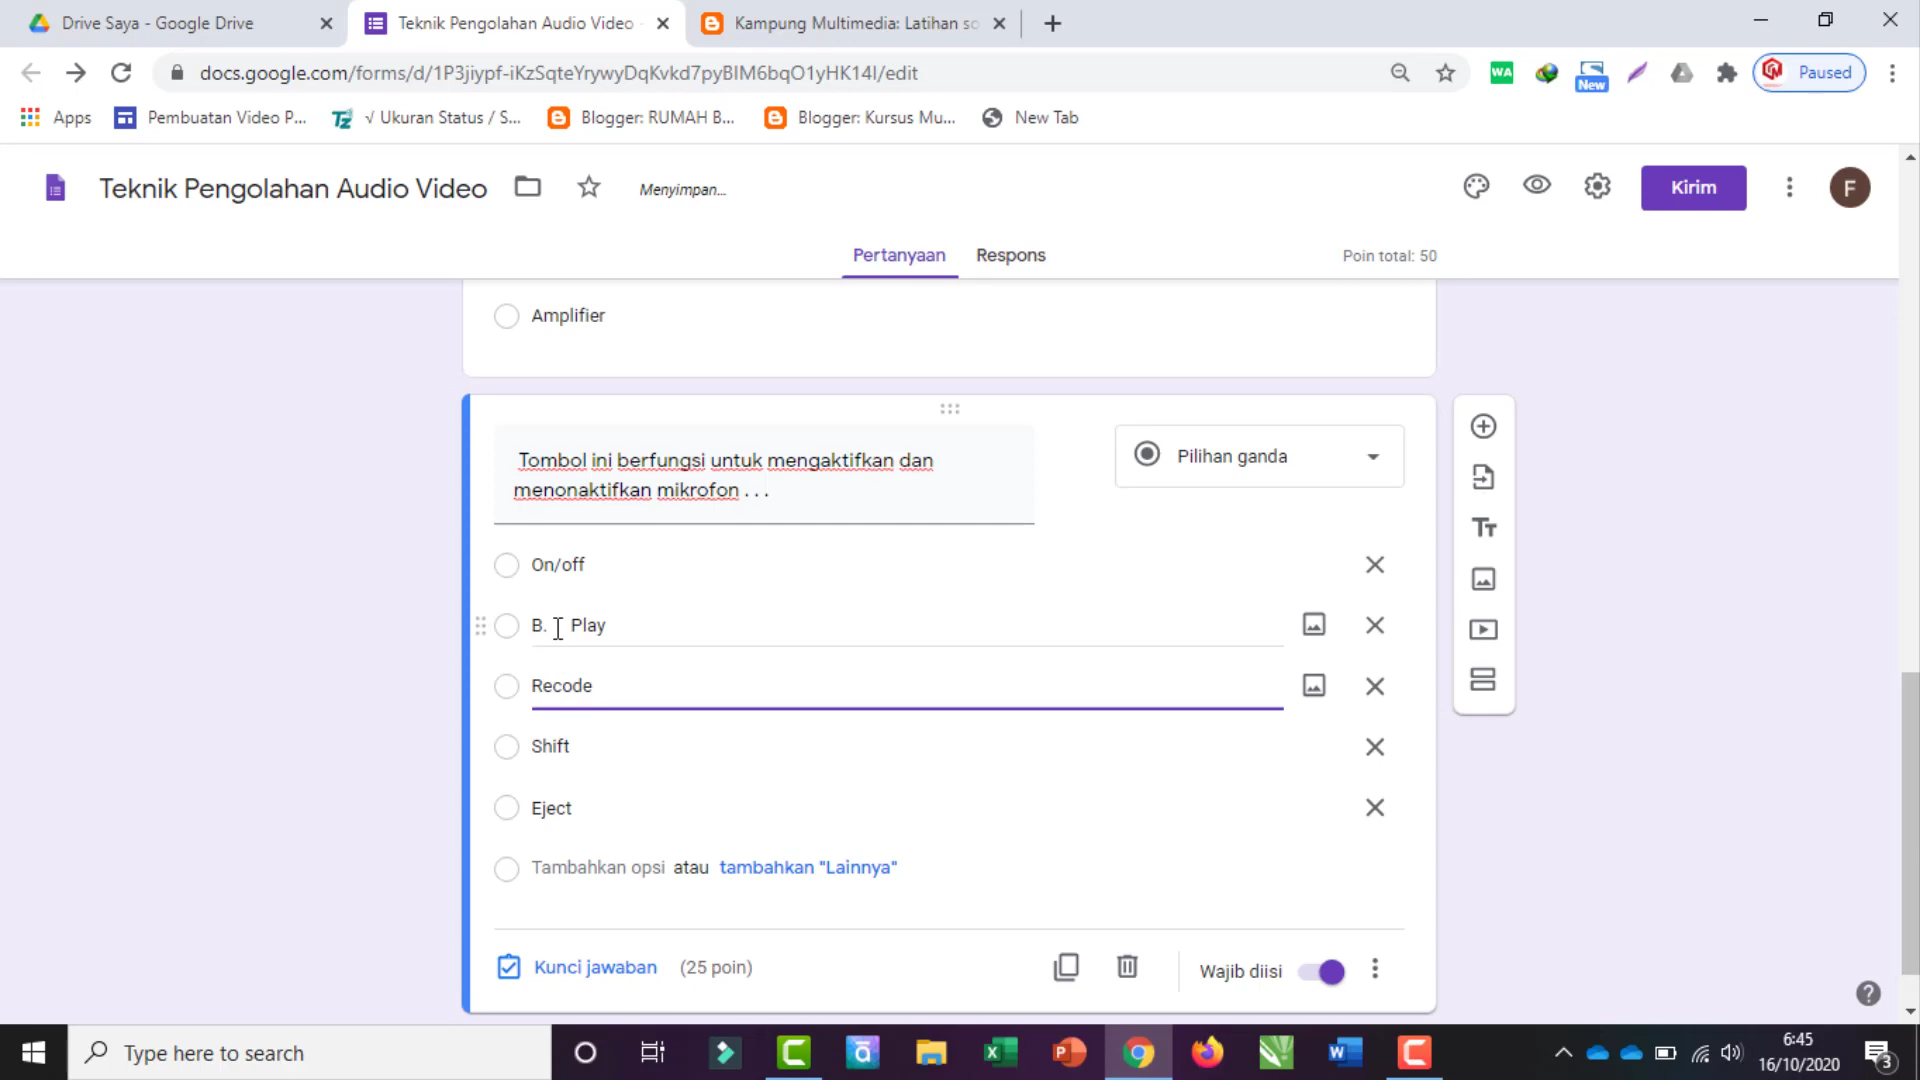 Drive Saya - Google Drive
Teknik Pengolahan Audio Video -
Kampung Multimedia: Latihan so
docs.google.com/forms/d/1P3jiypf-iKzSqteYrywyDqKvkd7pyBIM6bqO1yHK14I/edit
WA
New
Paused
Apps
Pembuatan Video P...
√ Ukuran Status / S...
Blogger: RUMAH B...
Blogger: Kursus Mu...
New Tab
Teknik Pengolahan Audio Video
Menyimpan...
Kirim
F
Pertanyaan
Respons
Poin total: 50
Amplifier
Tombol ini berfungsi untuk mengaktifkan dan
menonaktifkan mikrofon . . .
Pilihan ganda
On/off
B. Play
Recode
Shift
Eject
Tambahkan opsi atau tambahkan "Lainnya"
Kunci jawaban (25 poin)
Wajib diisi
Type here to search
6:45
16/10/2020
3